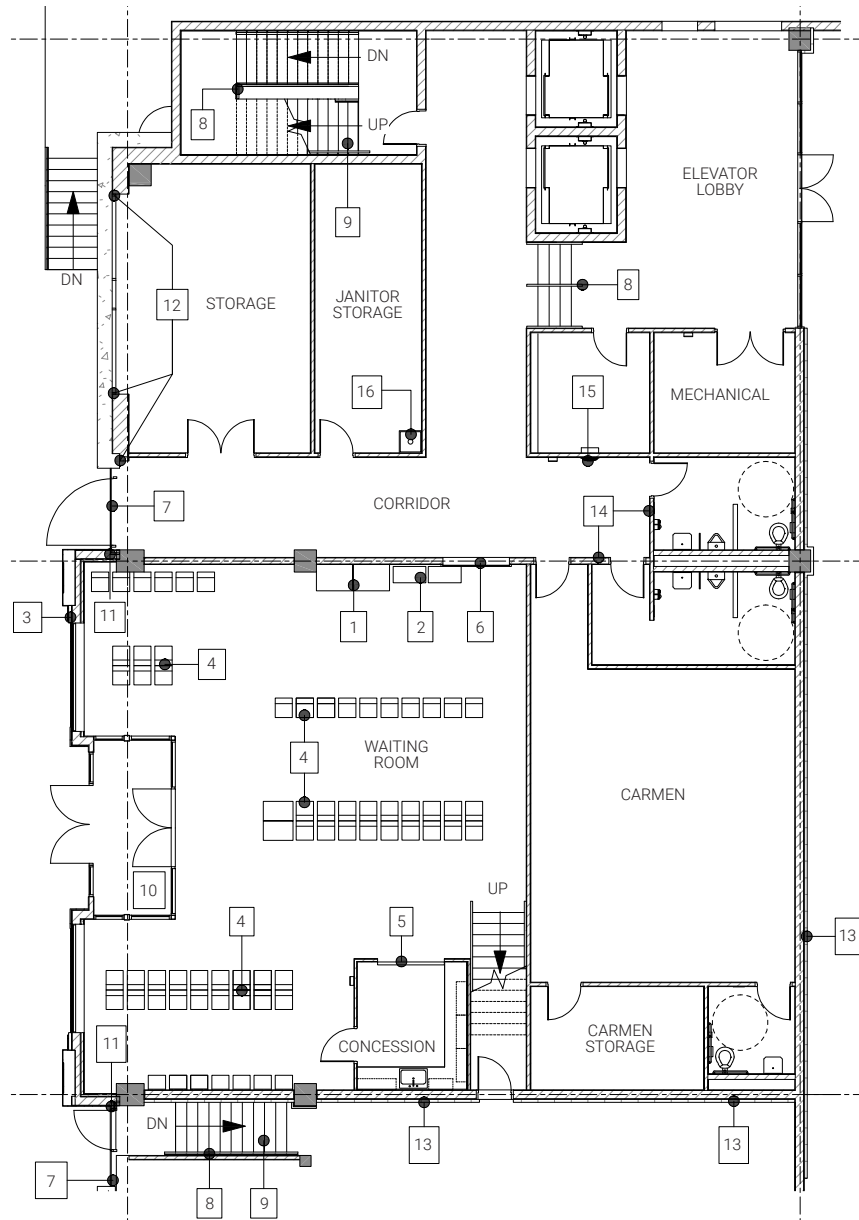 DN
8
UP
9
ELEVATOR
LOBBY
DN
12
STORAGE
JANITOR
STORAGE
8
16
15
MECHANICAL
7
CORRIDOR
14
3
11
1
2
6
4
4
WAITING
ROOM
CARMEN
10
UP
4
5
13
11
CONCESSION
CARMEN
STORAGE
DN
13
13
7
8
9